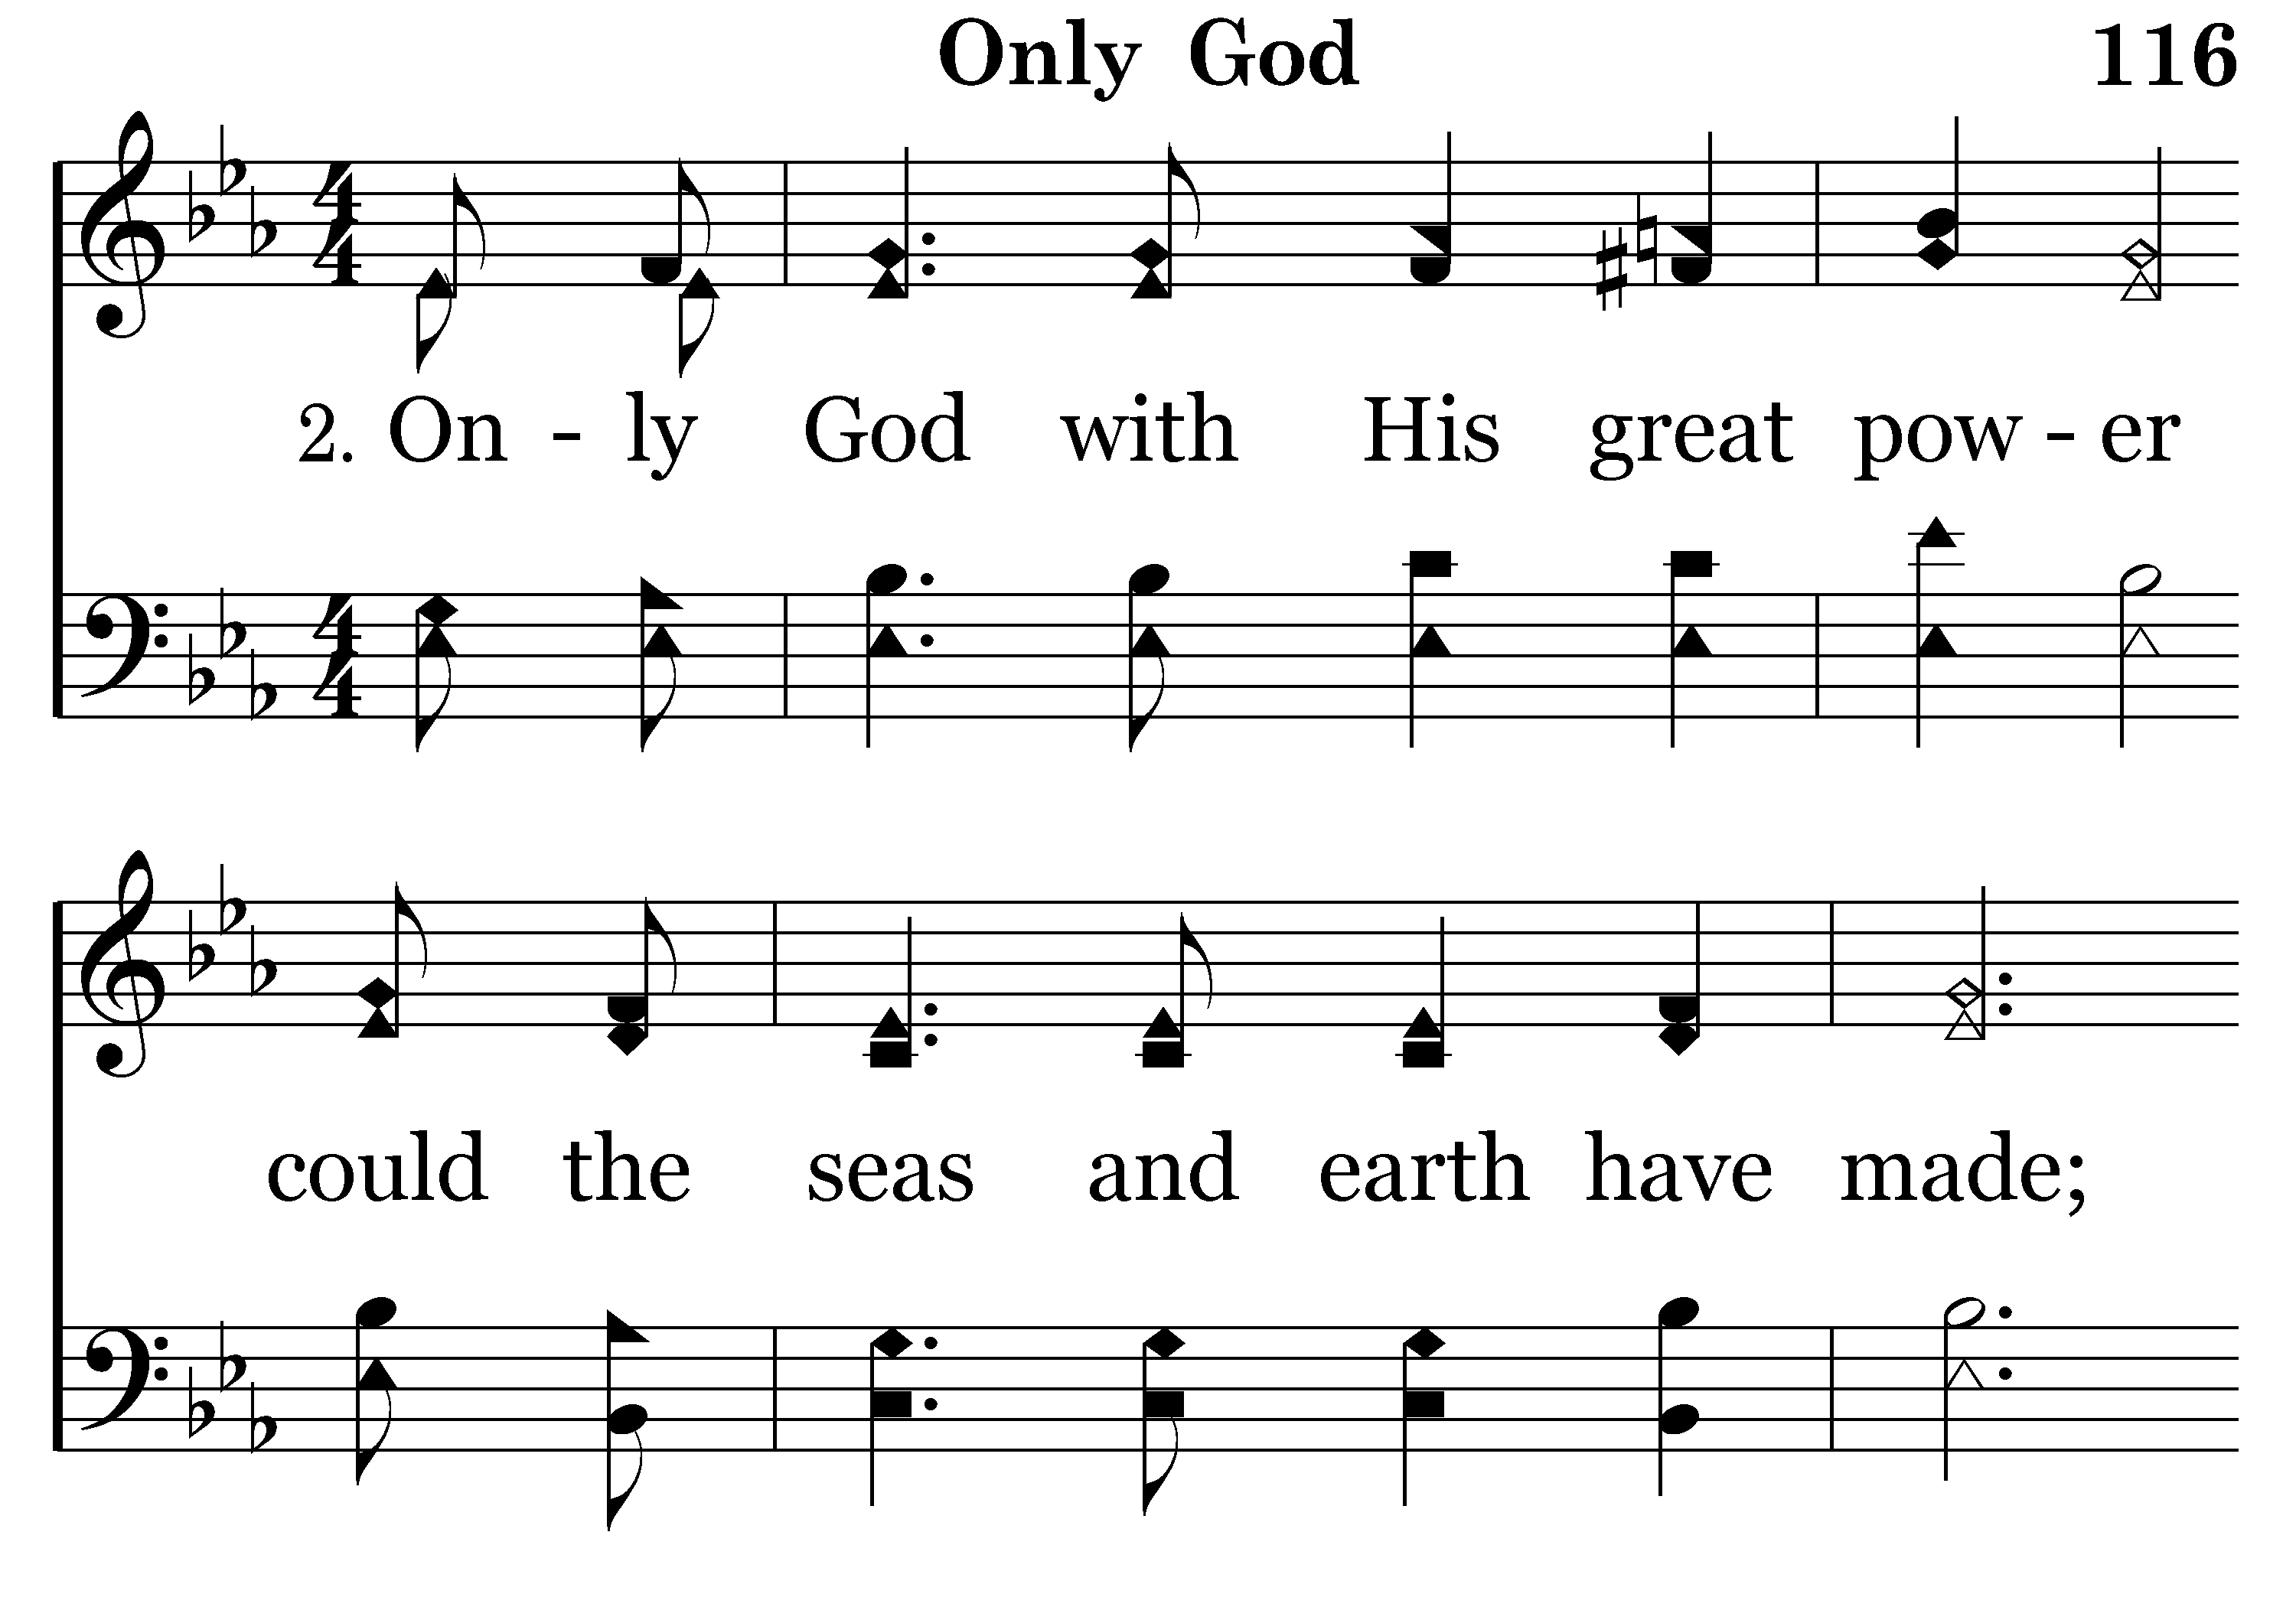 Only God 116
2. On - ly God with His great pow - er
could the seas and earth have made;